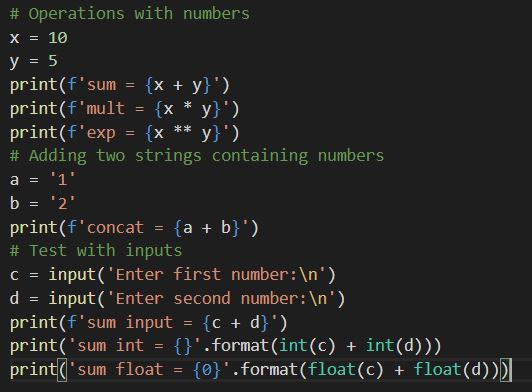 # Operations with numbers
x = 10
y = 5
print(f'sum = {x + y}')
print(f'mult = {x * y}')
print(f'exp = {x ** y}')
# Adding two strings containing numbers
a = '1'
b = '2'
print(f'concat = {a + b}')
# Test with inputs
c = input('Enter first number:\n')
d = input('Enter second number:\n')
print(f'sum input = {c + d}')
print('sum int = {}'.format(int(c) + int(d)))
print('sum float = {0}'.format(float(c) + float(d)))